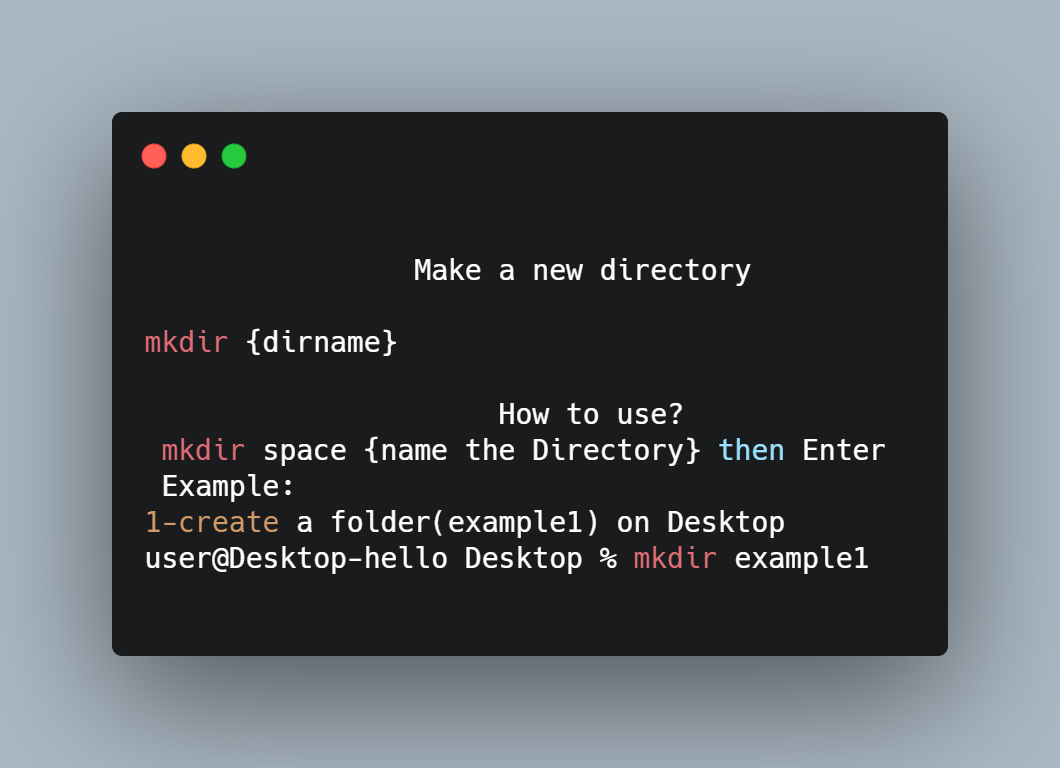 Make a new directory
mkdir {dirname}
How to use?
mkdir space {name the Directory} then Enter
Example:
1-create a folder(example1) on Desktop
user@Desktop-hello Desktop % mkdir example1